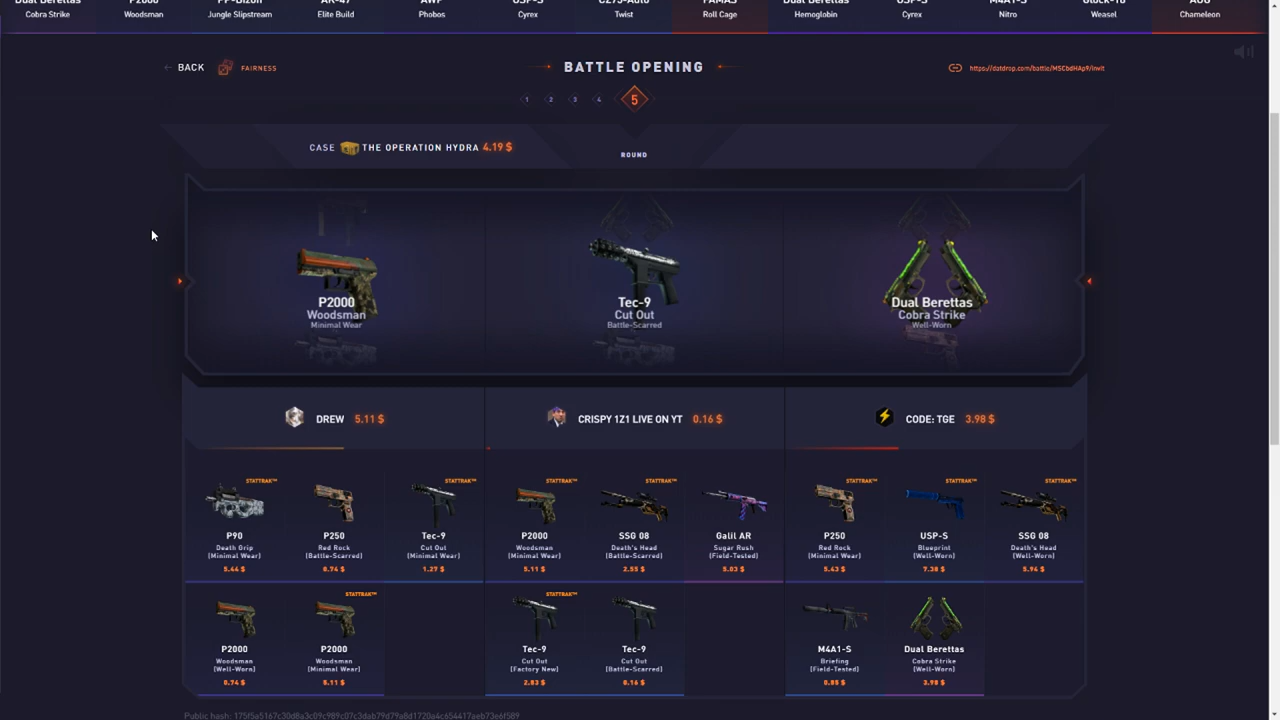 Dual Berettas P2000 PP-Bizon AK-47 AWP USP-S CZ75-Auto FAMAS Dual Berettas USP-S M4A1-S Glock-18 AUG
Cobra Strike Woodsman Jungle Slipstream Elite Build Phobos Cyrex Twist Roll Cage Hemoglobin Cyrex Nitro Weasel Chameleon
← BACK FAIRNESS BATTLE OPENING https://datdrop.com/battle/MSCbdHAp9/invit
1 2 3 4 5
CASE THE OPERATION HYDRA 4.19 $
ROUND
P2000 Tec-9 Dual Berettas
Woodsman Cut Out Cobra Strike
Minimal Wear Battle-Scarred Well-Worn
DREW 5.11 $ CRISPY 1Z1 LIVE ON YT 0.16 $ CODE: TGE 3.98 $
STATTRAK™ STATTRAK™ STATTRAK™ STATTRAK™ STATTRAK™ STATTRAK™ STATTRAK™
P90 P250 Tec-9 P2000 SSG 08 Galil AR P250 USP-S SSG 08
Death Grip Red Rock Cut Out Woodsman Death's Head Sugar Rush Red Rock Blueprint Death's Head
(Minimal Wear) (Battle-Scarred) (Minimal Wear) (Minimal Wear) (Battle-Scarred) (Field-Tested) (Minimal Wear) (Well-Worn) (Well-Worn)
1.27 $ 5.11 $ 2.55 $ 5.03 $ 5.43 $ 7.38 $ 5.94 $
STATTRAK™ STATTRAK™
P2000 P2000 Tec-9 Tec-9 M4A1-S Dual Berettas
Woodsman Woodsman Cut Out Cut Out Briefing Cobra Strike
(Well-Worn) (Minimal Wear) (Factory New) (Battle-Scarred) (Field-Tested) (Well-Worn)
0.74 $ 5.11 $ 2.83 $ 0.16 $ 0.85 $ 3.98 $
Public hash: